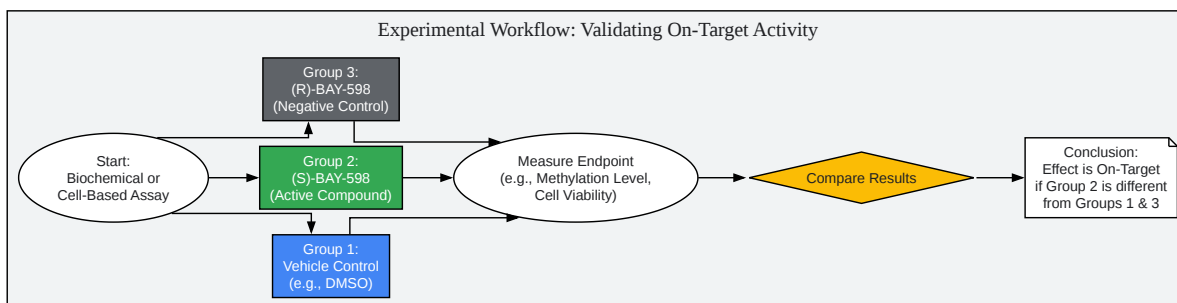 Experimental Workflow: Validating On-Target Activity
Group 3:
(R)-BAY-598
(Negative Control)
Start:
Biochemical or
Cell-Based Assay
Group 2:
(S)-BAY-598
(Active Compound)
Group 1:
Vehicle Control
(e.g., DMSO)
Measure Endpoint
(e.g., Methylation Level,
Cell Viability)
Compare Results
Conclusion:
Effect is On-Target
if Group 2 is different
from Groups 1 & 3